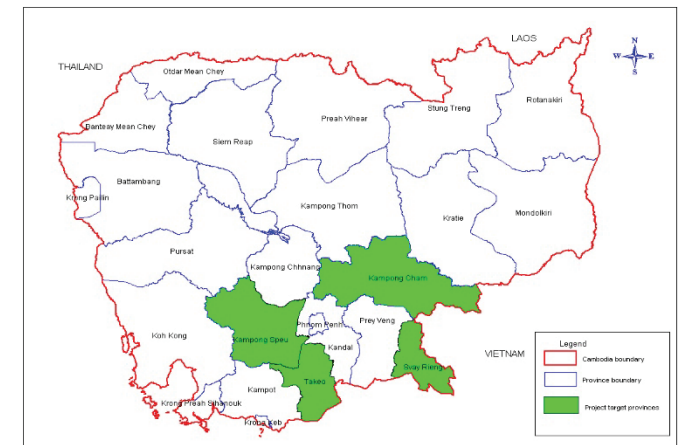 LAOS
N
W E
S
THAILAND
Otdar Mean Chey
Rotanakiri
Stung Treng
Preah Vihear
Banteay Mean Chey
Siem Reap
Battambang
Krong Pailin
Kampong Thom
Mondolkiri
Kratie
Pursat
Kampong Chhnang
Kampong Cham
Prey Veng
Phnom Penh
Koh Kong
Kampong Speu
Kandal
VIETNAM
Svay Rieng
Takeo
Kampot
Krong Preah Sihanouk
Krong Keb
Legend
Cambodia boundary
Province boundary
Project target provinces